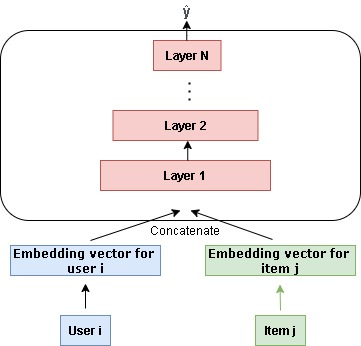 ŷ
Layer N
Layer 2
Layer 1
Concatenate
Embedding vector for
user i
Embedding vector for
item j
User i
Item j